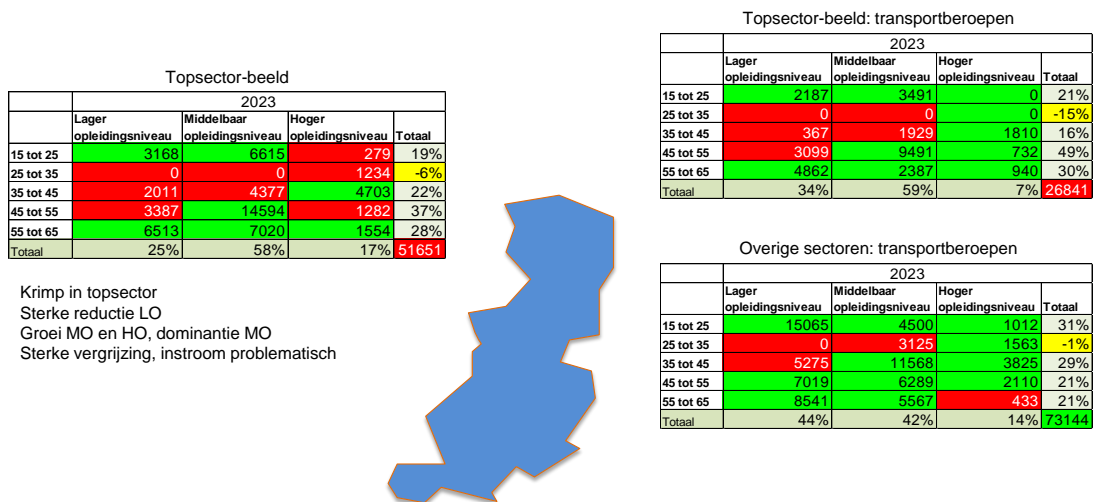 Topsector-beeld
2023
Lager opleidingsniveau Middelbaar opleidingsniveau Hoger opleidingsniveau Totaal
15 tot 25 3168 6615 279 19%
25 tot 35 0 0 1234 -6%
35 tot 45 2011 4377 4703 22%
45 tot 55 3387 14594 1282 37%
55 tot 65 6513 7020 1554 28%
Totaal 25% 58% 17% 51651
Krimp in topsector
Sterke reductie LO
Groei MO en HO, dominantie MO
Sterke vergrijzing, instroom problematisch
Topsector-beeld: transportberoepen
2023
Lager opleidingsniveau Middelbaar opleidingsniveau Hoger opleidingsniveau Totaal
15 tot 25 2187 3491 0 21%
25 tot 35 0 0 0 -15%
35 tot 45 367 1929 1810 16%
45 tot 55 3099 9491 732 49%
55 tot 65 4862 2387 940 30%
Totaal 34% 59% 7% 26841
Overige sectoren: transportberoepen
2023
Lager opleidingsniveau Middelbaar opleidingsniveau Hoger opleidingsniveau Totaal
15 tot 25 15065 4500 1012 31%
25 tot 35 0 3125 1563 -1%
35 tot 45 5275 11568 3825 29%
45 tot 55 7019 6289 2110 21%
55 tot 65 8541 5567 433 21%
Totaal 44% 42% 14% 73144